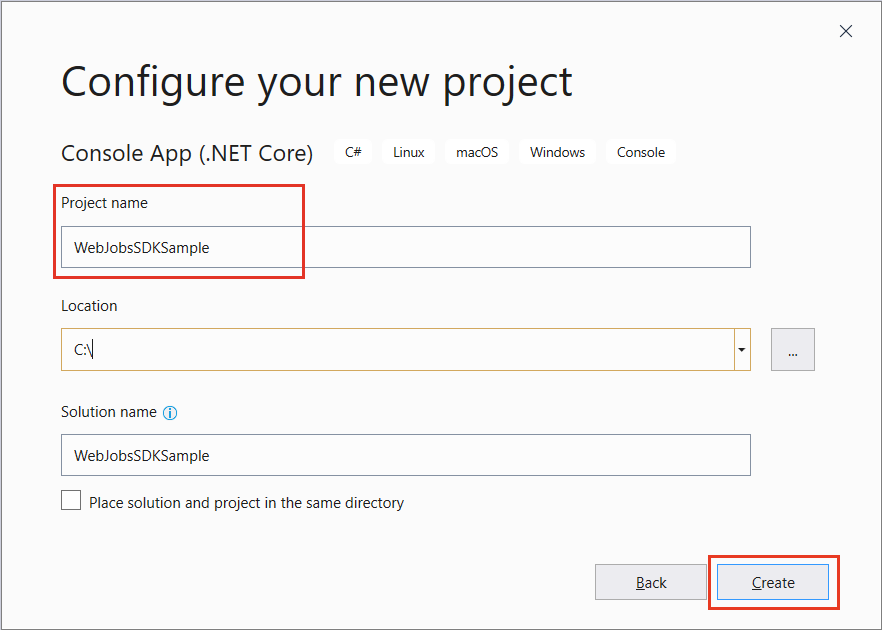 Configure your new project
Console App (.NET Core) C# Linux macOS Windows Console
Project name
WebJobsSDKSample
Location
C:\
...
Solution name
WebJobsSDKSample
Place solution and project in the same directory
Back Create